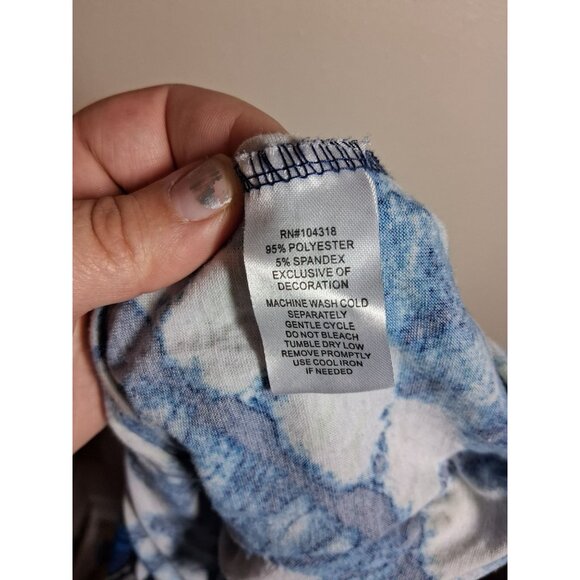 RN#104318
95% POLYESTER
5% SPANDEX
EXCLUSIVE OF
DECORATION
MACHINE WASH COLD
SEPARATELY
GENTLE CYCLE
DO NOT BLEACH
TUMBLE DRY LOW
REMOVE PROMPTLY
USE COOL IRON
IF NEEDED